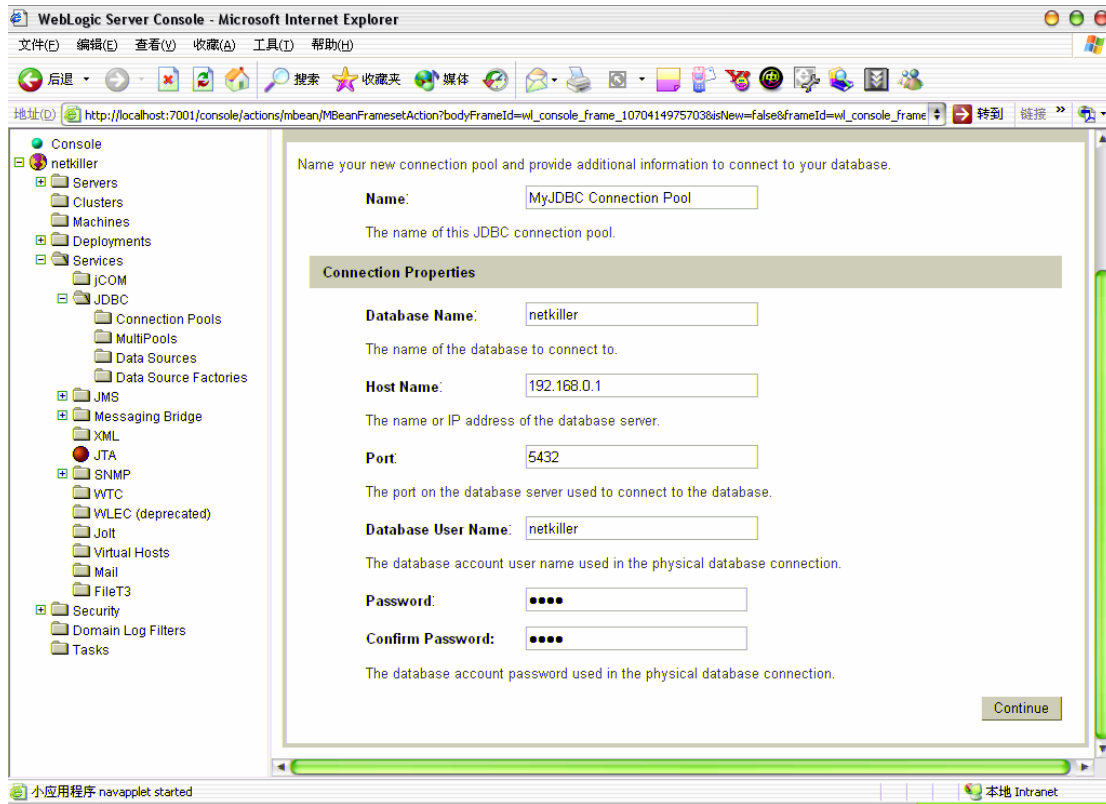 WebLogic Server Console - Microsoft Internet Explorer
文件(F) 编辑(E) 查看(V) 收藏(A) 工具(T) 帮助(H)
后退 搜索 收藏夹 媒体
地址(D) http://localhost:7001/console/actions/mbean/MBeanFramesetAction?bodyFrameId=wl_console_frame_1070414975703&isNew=false&frameId=wl_console_frame 转到 链接 »
Console
netkiller
Servers
Clusters
Machines
Deployments
Services
jCOM
JDBC
Connection Pools
MultiPools
Data Sources
Data Source Factories
JMS
Messaging Bridge
XML
JTA
SNMP
WTC
WLEC (deprecated)
Jolt
Virtual Hosts
Mail
FileT3
Security
Domain Log Filters
Tasks
Name your new connection pool and provide additional information to connect to your database.
Name: MyJDBC Connection Pool
The name of this JDBC connection pool.
Connection Properties
Database Name: netkiller
The name of the database to connect to.
Host Name: 192.168.0.1
The name or IP address of the database server.
Port: 5432
The port on the database server used to connect to the database.
Database User Name: netkiller
The database account user name used in the physical database connection.
Password: ●●●●
Confirm Password: ●●●●
The database account password used in the physical database connection.
Continue
小应用程序 navapplet started 本地 Intranet